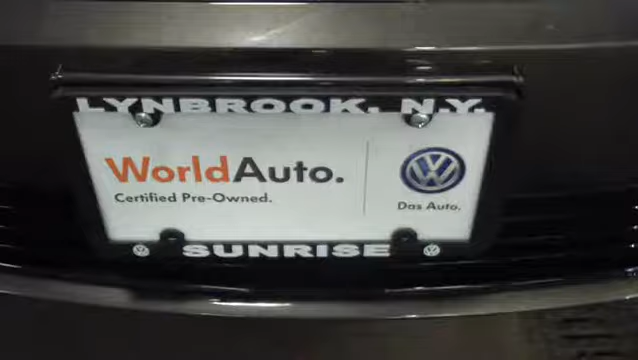 LYNBROOK, N.Y.
WorldAuto.
Certified Pre-Owned.
Das Auto.
SUNRISE